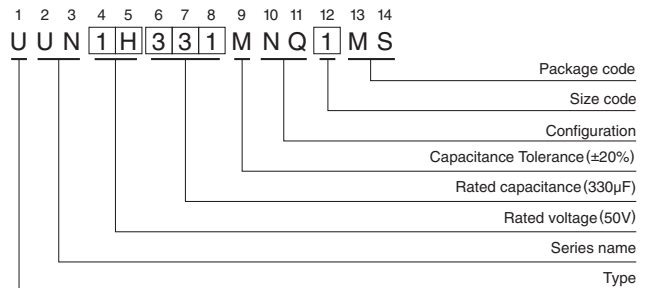 1 2 3 4 5 6 7 8 9 10 11 12 13 14
U U N 1 H 3 3 1 M N Q 1 M S
Package code
Size code
Configuration
Capacitance Tolerance (±20%)
Rated capacitance (330µF)
Rated voltage (50V)
Series name
Type